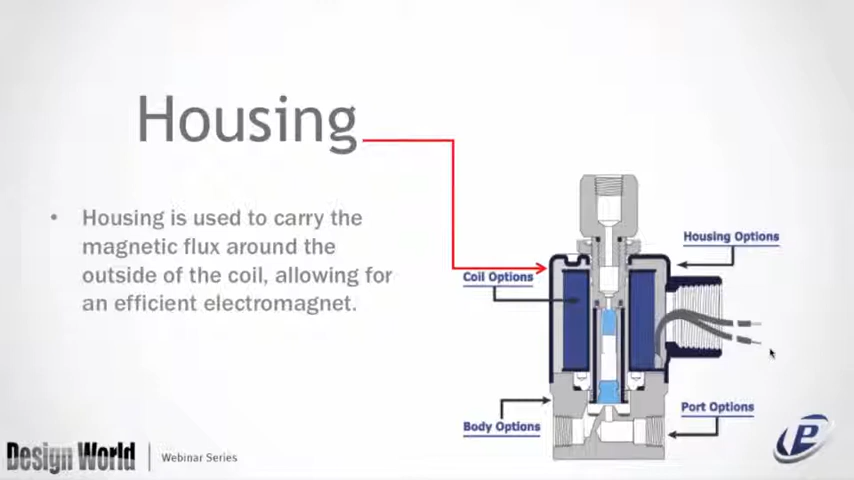 Housing
• Housing is used to carry the
magnetic flux around the
outside of the coil, allowing for
an efficient electromagnet.
Housing Options
Coil Options
Port Options
Body Options
Design World
Webinar Series
P